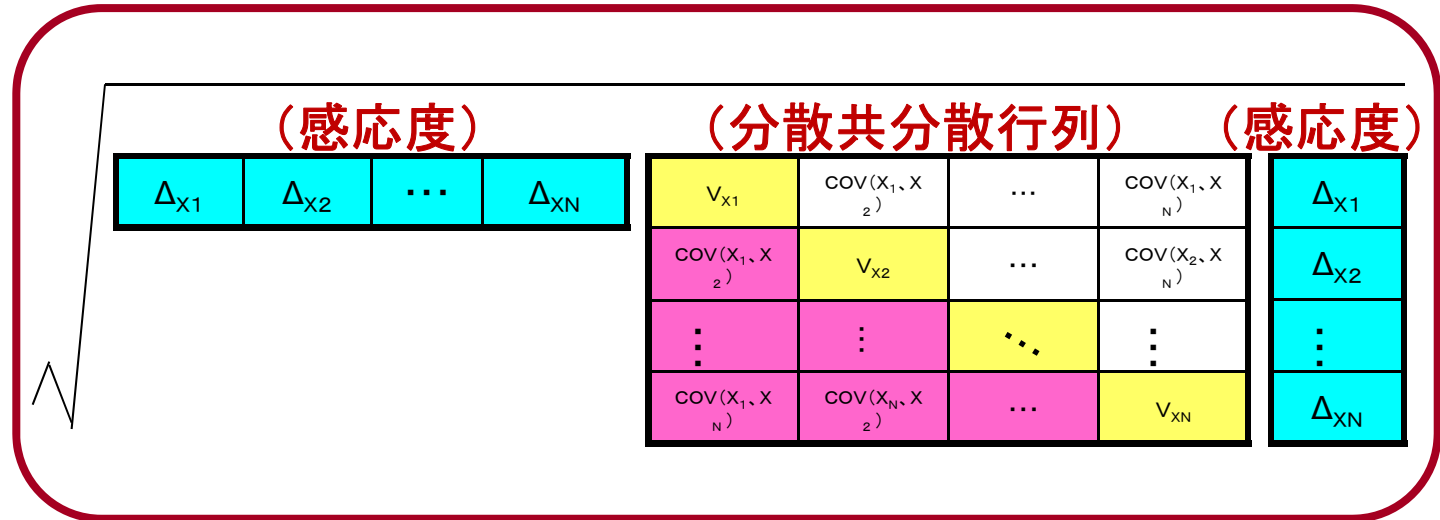 (感応度) (分散共分散行列) (感応度)
ΔX1 ΔX2 ・・・ ΔXN
VX1 COV(X1、X2) ・・・ COV(X1、XN) ΔX1
COV(X1、X2) VX2 ・・・ COV(X2、XN) ΔX2
⋮ ⋮ ⋱ ⋮ ⋮
COV(X1、XN) COV(XN、X2) ・・・ VXN ΔXN